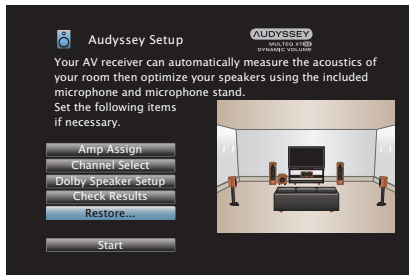 Audyssey Setup
AUDYSSEY
MULTEQ XT32
DYNAMIC VOLUME
Your AV receiver can automatically measure the acoustics of
your room then optimize your speakers using the included
microphone and microphone stand.
Set the following items
if necessary.
Amp Assign
Channel Select
Dolby Speaker Setup
Check Results
Restore...
Start